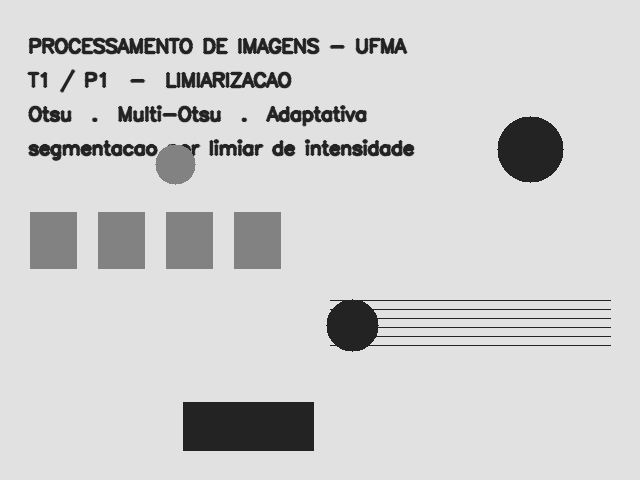 PROCESSAMENTO DE IMAGENS - UFMA
T1 / P1 - LIMIARIZACAO
Otsu . Multi-Otsu . Adaptativa
segmentacao limiar de intensidade